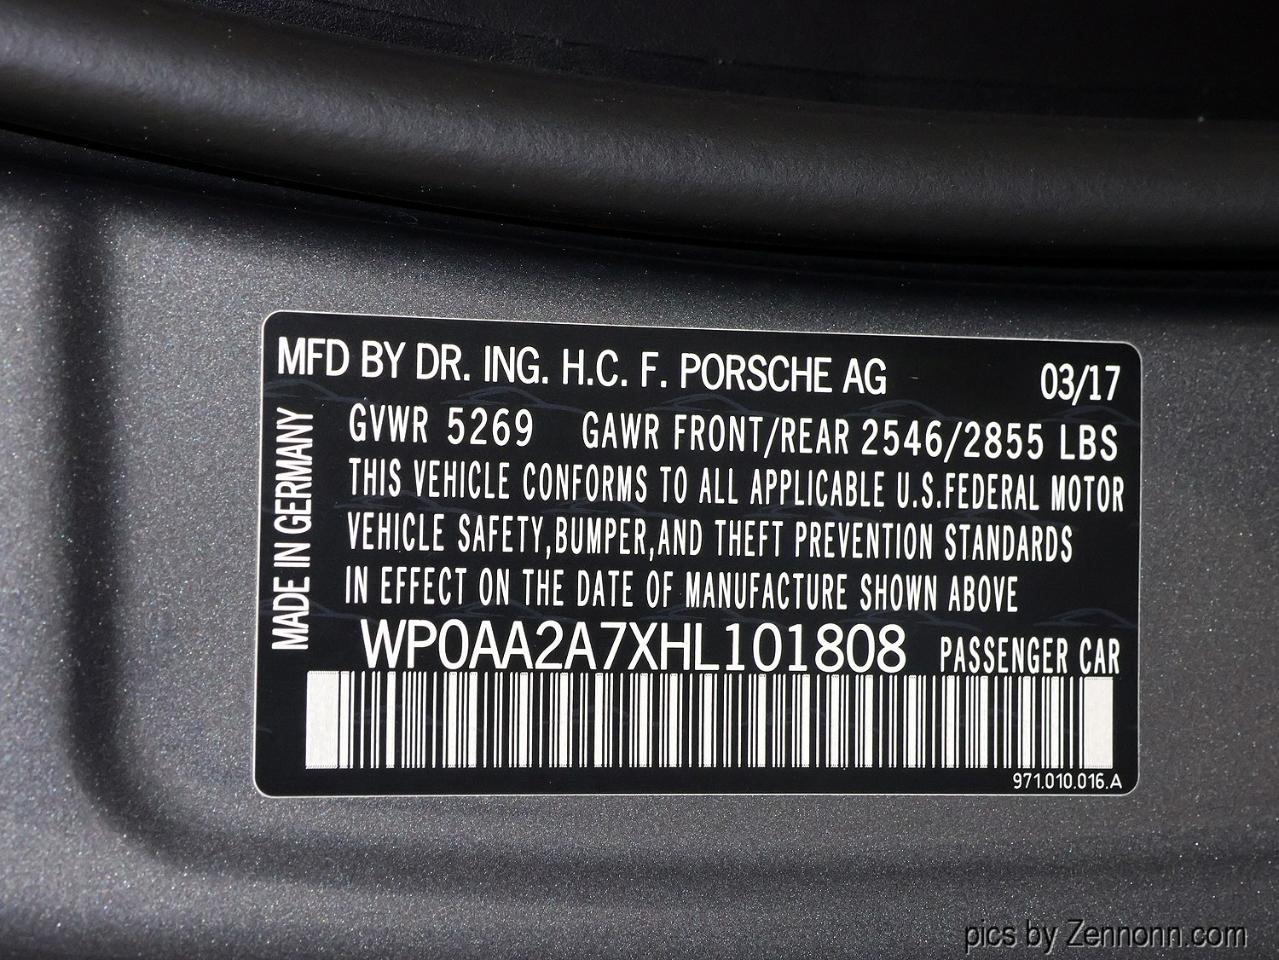 MFD BY DR. ING. H.C. F. PORSCHE AG 03/17
GVWR 5269 GAWR FRONT/REAR 2546/2855 LBS
THIS VEHICLE CONFORMS TO ALL APPLICABLE U.S.FEDERAL MOTOR
VEHICLE SAFETY,BUMPER,AND THEFT PREVENTION STANDARDS
IN EFFECT ON THE DATE OF MANUFACTURE SHOWN ABOVE
WP0AA2A7XHL101808 PASSENGER CAR
MADE IN GERMANY
971.010.016.A
pics by Zennonn.com